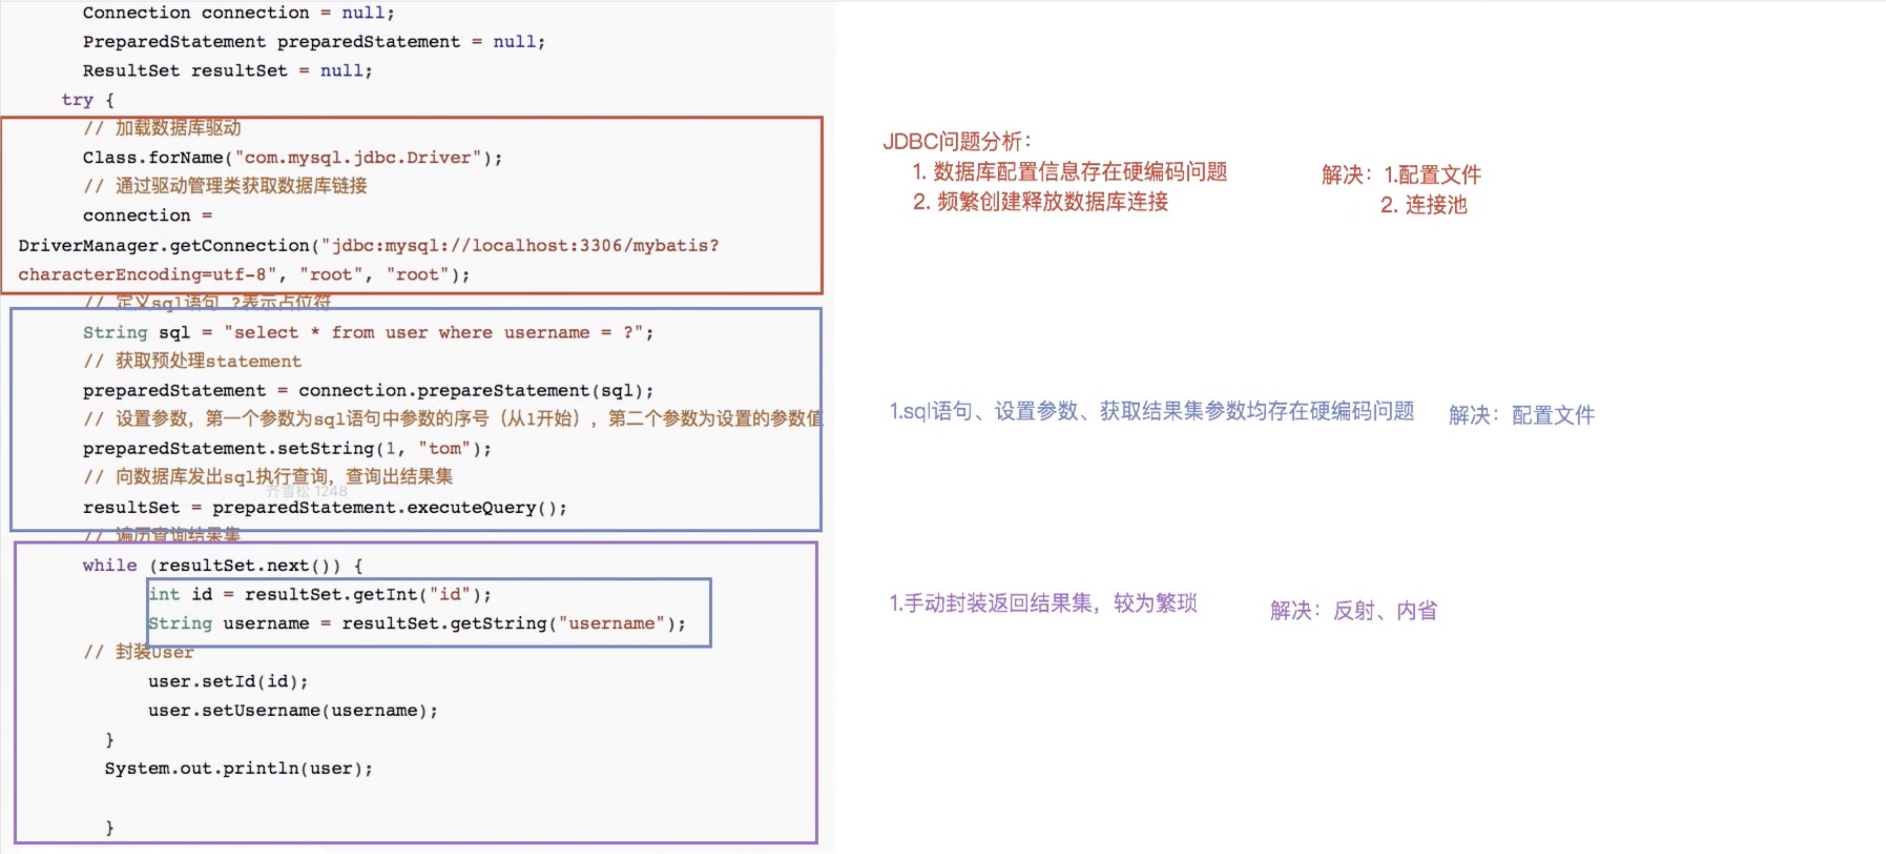 Connection connection = null;
PreparedStatement preparedStatement = null;
ResultSet resultSet = null;
try {
// 加载数据库驱动
Class.forName("com.mysql.jdbc.Driver");
// 通过驱动管理类获取数据库链接
connection =
DriverManager.getConnection("jdbc:mysql://localhost:3306/mybatis?
characterEncoding=utf-8", "root", "root");
// 定义sql语句 ?表示占位符
String sql = "select * from user where username = ?";
// 获取预处理statement
preparedStatement = connection.prepareStatement(sql);
// 设置参数，第一个参数为sql语句中参数的序号（从1开始），第二个参数为设置的参数值
preparedStatement.setString(1, "tom");
// 向数据库发出sql执行查询，查询出结果集
齐雪松 1248
resultSet = preparedStatement.executeQuery();
// 遍历查询结果集
while (resultSet.next()) {
int id = resultSet.getInt("id");
String username = resultSet.getString("username");
// 封装User
user.setId(id);
user.setUsername(username);
}
System.out.println(user);
}
JDBC问题分析：
1. 数据库配置信息存在硬编码问题
2. 频繁创建释放数据库连接
解决：1.配置文件
2. 连接池
1.sql语句、设置参数、获取结果集参数均存在硬编码问题
解决：配置文件
1.手动封装返回结果集，较为繁琐
解决：反射、内省